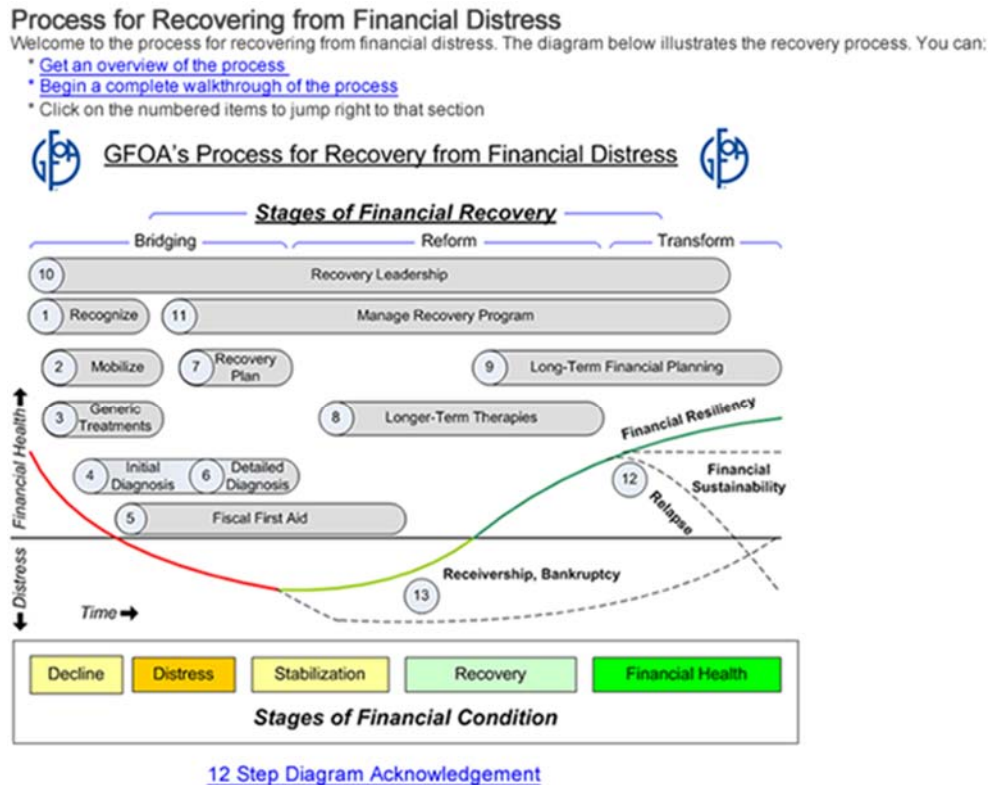 Process for Recovering from Financial Distress
Welcome to the process for recovering from financial distress. The diagram below illustrates the recovery process. You can:
* Get an overview of the process
* Begin a complete walkthrough of the process
* Click on the numbered items to jump right to that section
GFOA
GFOA's Process for Recovery from Financial Distress
GFOA
Stages of Financial Recovery
Bridging
Reform
Transform
10
Recovery Leadership
1
Recognize
11
Manage Recovery Program
2
Mobilize
7
Recovery
Plan
9
Long-Term Financial Planning
3
Generic
Treatments
8
Longer-Term Therapies
Financial Resiliency
4
Initial
Diagnosis
6
Detailed
Diagnosis
12
Financial
Sustainability
Relapse
5
Fiscal First Aid
Financial Health
Distress
Receivership, Bankruptcy
13
Time
Decline
Distress
Stabilization
Recovery
Financial Health
Stages of Financial Condition
12 Step Diagram Acknowledgement